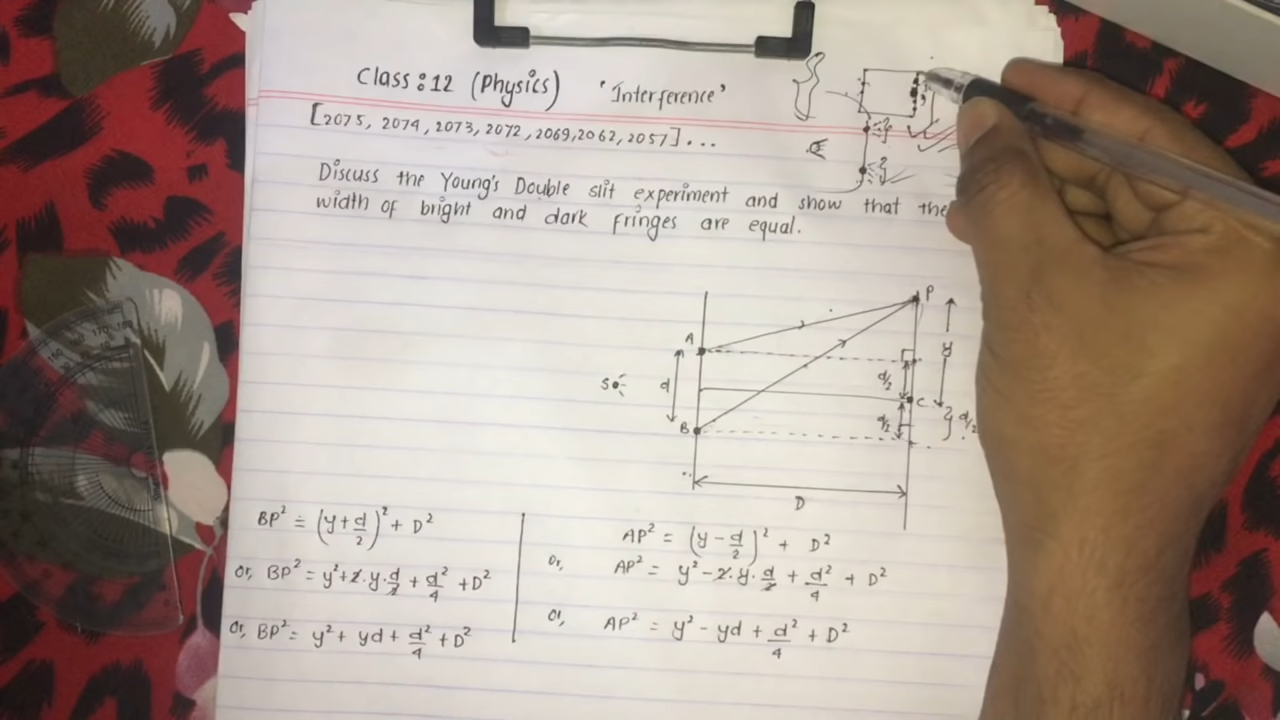 Class : 12 (Physics) 'Interference'
[2075, 2074, 2073, 2072, 2069, 2062, 2057] ...
Discuss the Young's Double slit experiment and show that the
width of bright and dark fringes are equal.
P
A
y
d/2
S
d
C
B
d/2
d/2
D
BP² = (y + d/2)² + D²
or, BP² = y² + 2.y.d/2 + d²/4 + D²
or, BP² = y² + yd + d²/4 + D²
AP² = (y - d/2)² + D²
or, AP² = y² - 2.y.d/2 + d²/4 + D²
or, AP² = y² - yd + d²/4 + D²